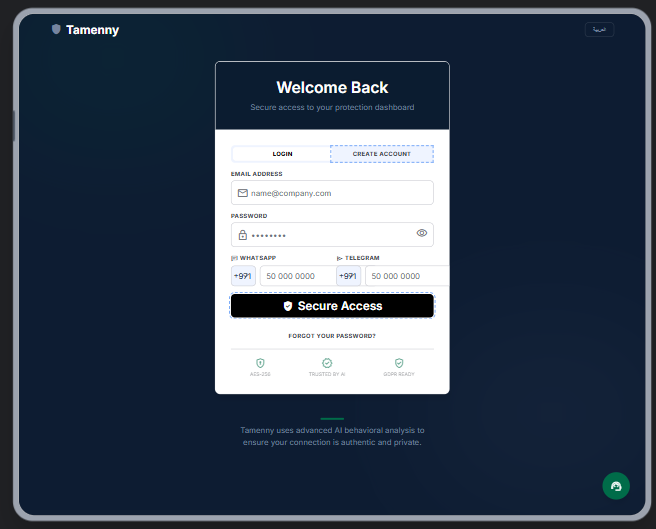 Tamenny
العربية
Welcome Back
Secure access to your protection dashboard
LOGIN
CREATE ACCOUNT
EMAIL ADDRESS
name@company.com
PASSWORD
WHATSAPP
TELEGRAM
+971
50 000 0000
+971
50 000 0000
Secure Access
FORGOT YOUR PASSWORD?
AES-256
TRUSTED BY AI
GDPR READY
Tamenny uses advanced AI behavioral analysis to
ensure your connection is authentic and private.